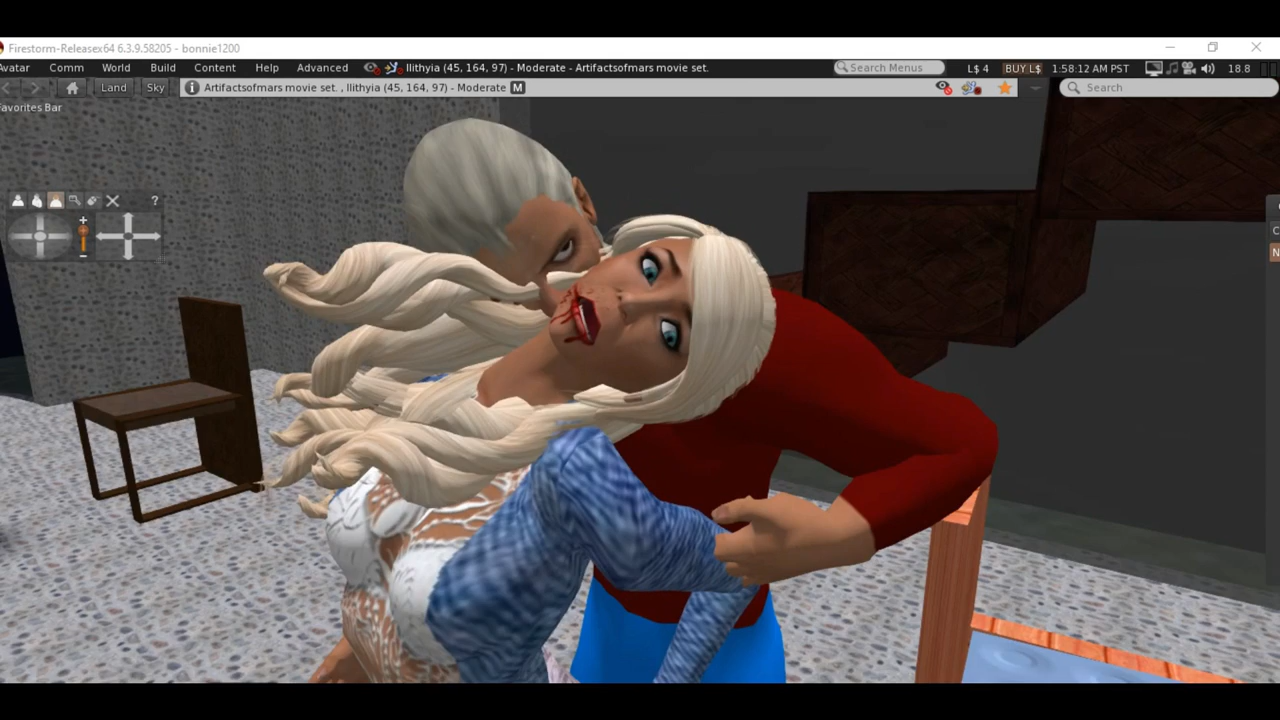 Firestorm-Releasex64 6.3.9.58205 - bonnie1200
Avatar Comm World Build Content Help Advanced Ilithyia (45, 164, 97) - Moderate - Artifactsofmars movie set. Search Menus L$ 4 BUY L$ 1:58:12 AM PST 18.8
Land Sky Artifactsofmars movie set. , Ilithyia (45, 164, 97) - Moderate M Search
Favorites Bar
?
C
N